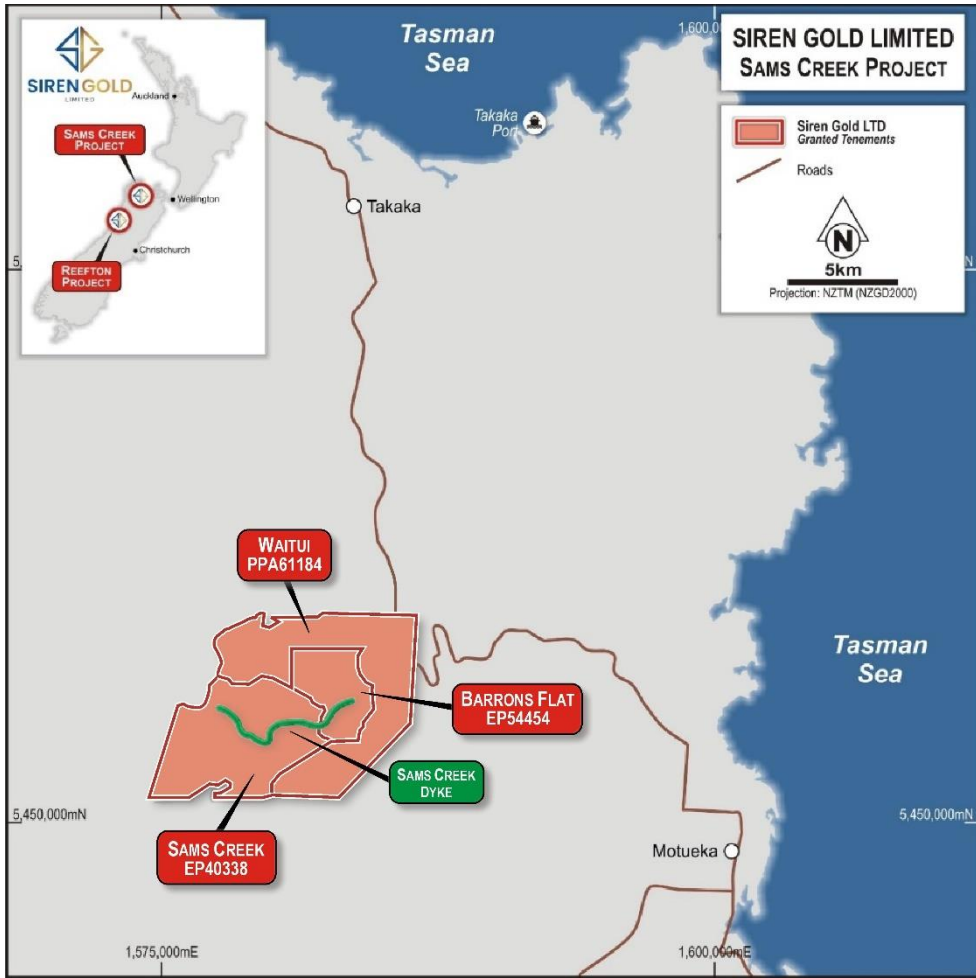 SIREN GOLD LIMITED
SAMS CREEK PROJECT
Siren Gold LTD
Granted Tenements
Roads
N
5km
Projection: NZTM (NZGD2000)
SIREN GOLD
LIMITED
Auckland
SAMS CREEK
PROJECT
Wellington
Christchurch
REEFTON
PROJECT
Tasman
Sea
1,600,000
Takaka
Port
Takaka
5,
WAITUI
PPA61184
BARRONS FLAT
EP54454
SAMS CREEK
DYKE
SAMS CREEK
EP40338
Tasman
Sea
5,450,000mN
5,450,000mN
Motueka
1,575,000mE
1,600,000mE